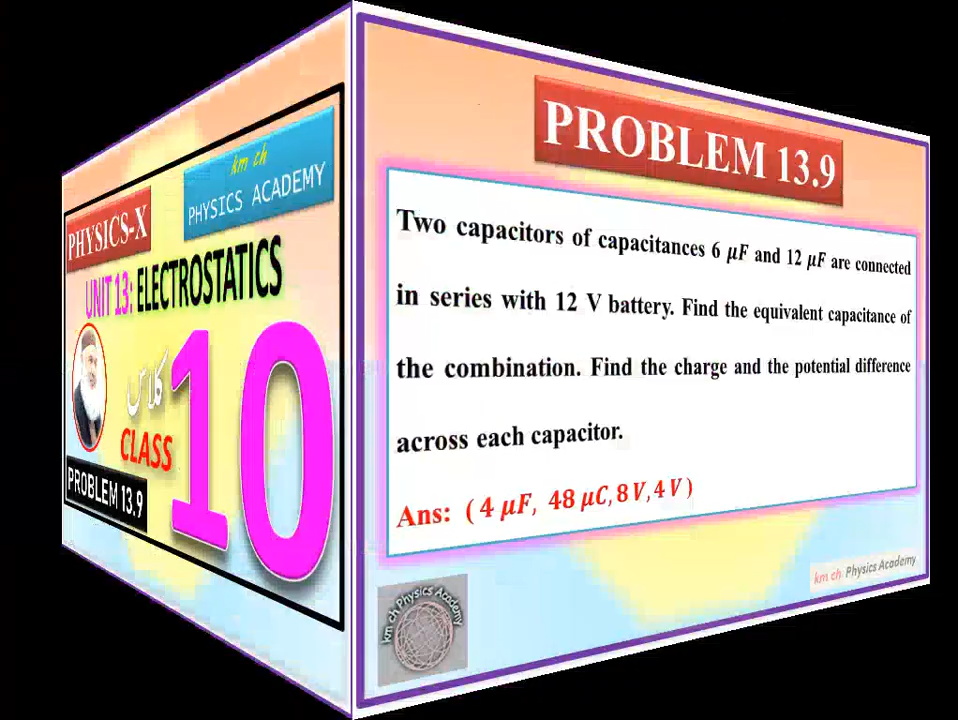 km ch
PHYSICS ACADEMY
PHYSICS-X
UNIT 13: ELECTROSTATICS
کلاس
CLASS
10
PROBLEM 13.9
PROBLEM 13.9
Two capacitors of capacitances 6 μF and 12 μF are connected
in series with 12 V battery. Find the equivalent capacitance of
the combination. Find the charge and the potential difference
across each capacitor.
Ans: ( 4 μF, 48 μC, 8 V, 4 V )
km ch Physics Academy
km ch Physics Academy